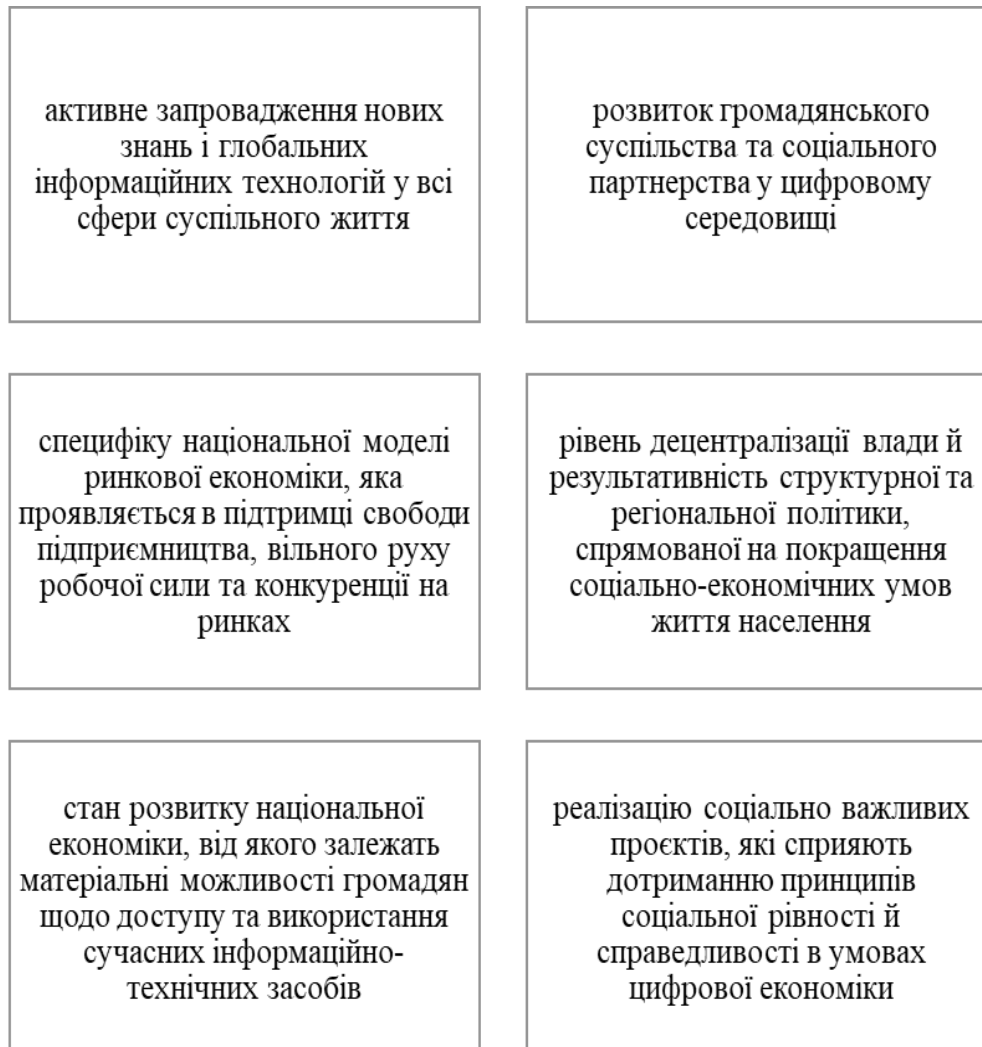 активне запровадження нових
знань і глобальних
інформаційних технологій у всі
сфери суспільного життя
розвиток громадянського
суспільства та соціального
партнерства у цифровому
середовищі
специфіку національної моделі
ринкової економіки, яка
проявляється в підтримці свободи
підприємництва, вільного руху
робочої сили та конкуренції на
ринках
рівень децентралізації влади й
результативність структурної та
регіональної політики,
спрямованої на покращення
соціально-економічних умов
життя населення
стан розвитку національної
економіки, від якого залежать
матеріальні можливості громадян
щодо доступу та використання
сучасних інформаційно-
технічних засобів
реалізацію соціально важливих
проєктів, які сприяють
дотриманню принципів
соціальної рівності й
справедливості в умовах
цифрової економіки